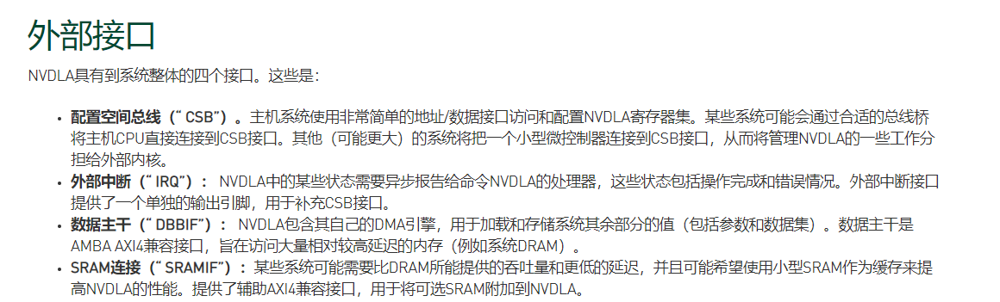 外部接口
NVDLA具有到系统整体的四个接口。这些是：
• 配置空间总线（“ CSB”）。主机系统使用非常简单的地址/数据接口访问和配置NVDLA寄存器集。某些系统可能会通过合适的总线桥
将主机CPU直接连接到CSB接口。其他（可能更大）的系统将把一个小型微控制器连接到CSB接口，从而将管理NVDLA的一些工作分
担给外部内核。
• 外部中断（“ IRQ”）： NVDLA中的某些状态需要异步报告给命令NVDLA的处理器，这些状态包括操作完成和错误情况。外部中断接口
提供了一个单独的输出引脚，用于补充CSB接口。
• 数据主干（“ DBBIF”）： NVDLA包含其自己的DMA引擎，用于加载和存储系统其余部分的值（包括参数和数据集）。数据主干是
AMBA AXI4兼容接口，旨在访问大量相对较高延迟的内存（例如系统DRAM）。
• SRAM连接（“ SRAMIF”）：某些系统可能需要比DRAM所能提供的吞吐量和更低的延迟，并且可能希望使用小型SRAM作为缓存来提
高NVDLA的性能。提供了辅助AXI4兼容接口，用于将可选SRAM附加到NVDLA。